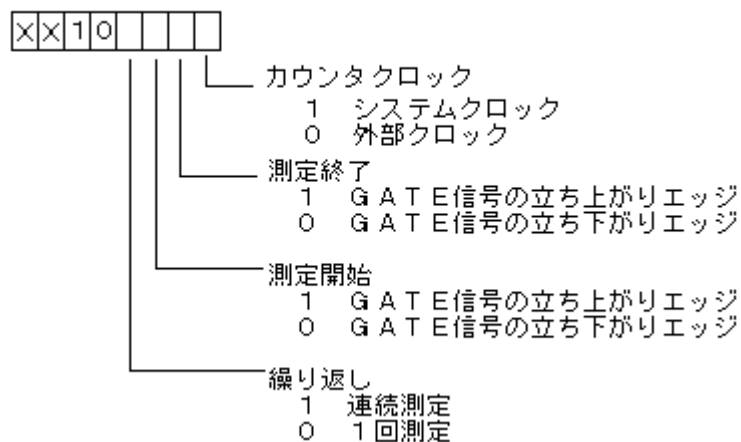 ××10
カウンタクロック
1 システムクロック
0 外部クロック
測定終了
1 GATE信号の立ち上がりエッジ
0 GATE信号の立ち下がりエッジ
測定開始
1 GATE信号の立ち上がりエッジ
0 GATE信号の立ち下がりエッジ
繰り返し
1 連続測定
0 1回測定